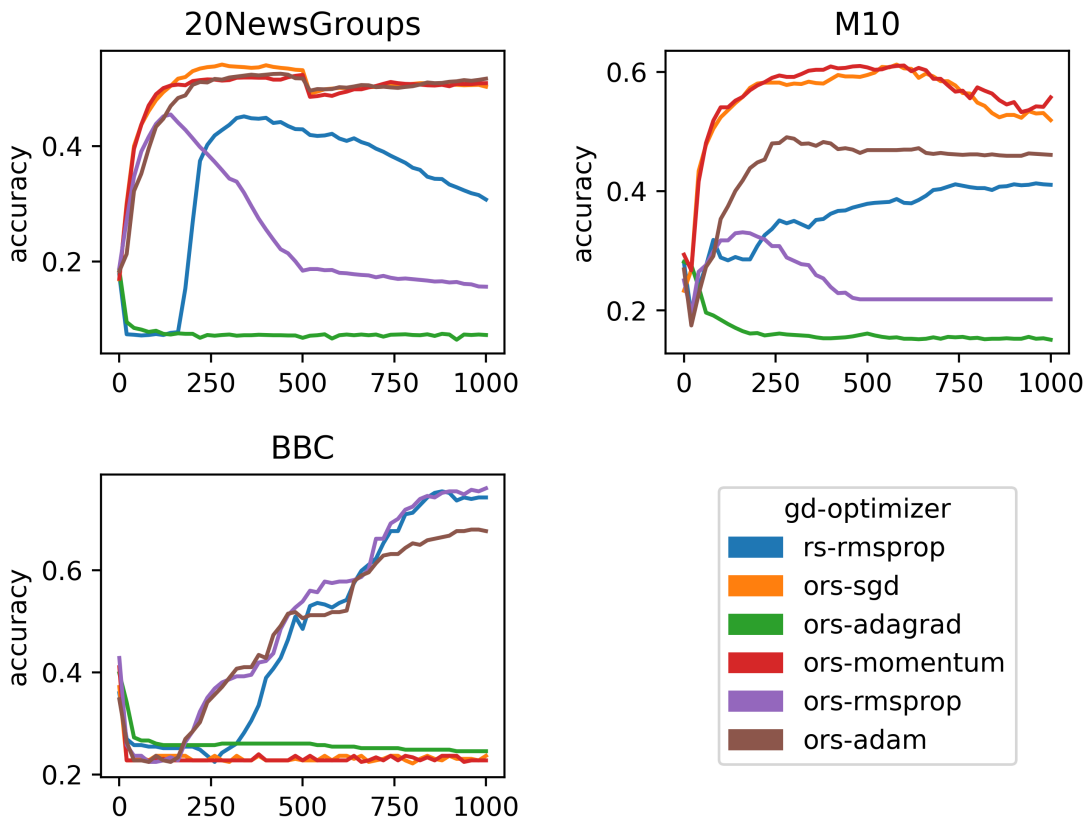 20NewsGroups
accuracy
0.4
0.2
0 250 500 750 1000
M10
accuracy
0.6
0.4
0.2
0 250 500 750 1000
BBC
accuracy
0.6
0.4
0.2
0 250 500 750 1000
gd-optimizer
rs-rmsprop
ors-sgd
ors-adagrad
ors-momentum
ors-rmsprop
ors-adam